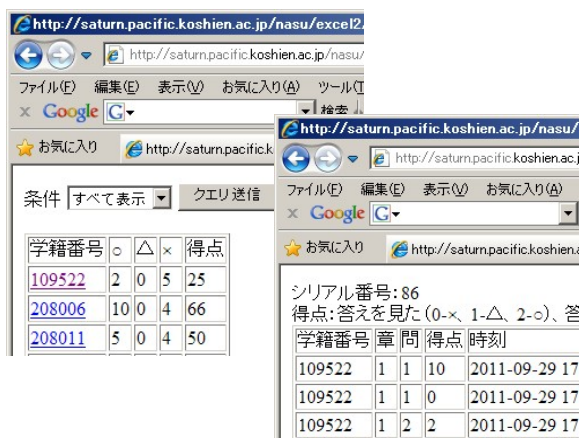 http://saturn.pacific.koshien.ac.jp/nasu/excel2.
http://saturn.pacific.koshien.ac.jp/nasu/
ファイル(F) 編集(E) 表示(V) お気に入り(A) ツール(T
x Google G 検索
お気に入り http://saturn.pacific.k
条件 すべて表示 クエリ送信
学籍番号 ○ △ × 得点
109522 2 0 5 25
208006 10 0 4 66
208011 5 0 4 50
http://saturn.pacific.koshien.ac.jp/nasu/
http://saturn.pacific.koshien.ac.j
ファイル(F) 編集(E) 表示(V) お気に入り(A)
x Google G
お気に入り http://saturn.pacific.koshien.
シリアル番号:86
得点:答えを見た(0-×、1-△、2-○)、答
学籍番号 章 問 得点 時刻
109522 1 1 10 2011-09-29 17
109522 1 1 0 2011-09-29 17
109522 1 2 2 2011-09-29 17